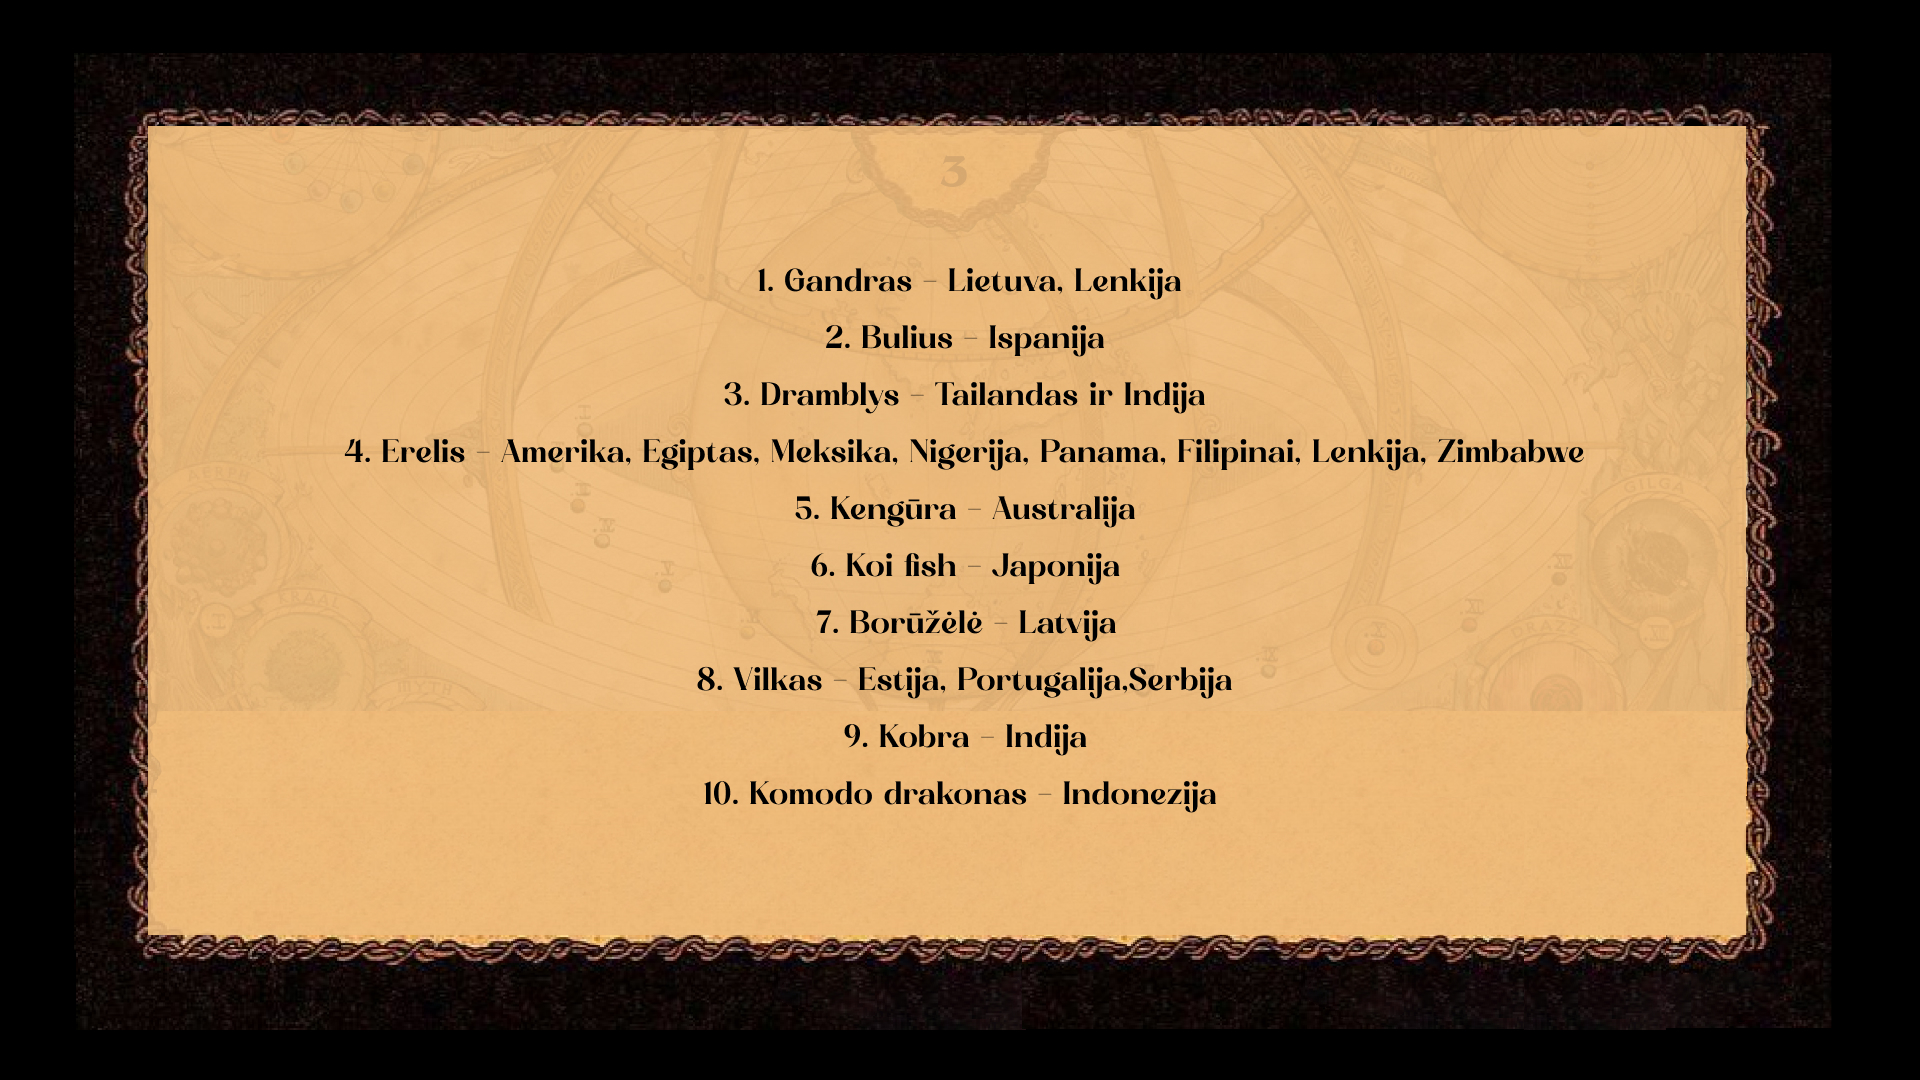 3
1. Gandras – Lietuva, Lenkija
2. Bulius – Ispanija
3. Dramblys – Tailandas ir Indija
4. Erelis – Amerika, Egiptas, Meksika, Nigerija, Panama, Filipinai, Lenkija, Zimbabwe
5. Kengūra – Australija
6. Koi fish – Japonija
7. Borūžėlė – Latvija
8. Vilkas – Estija, Portugalija,Serbija
9. Kobra – Indija
10. Komodo drakonas – Indonezija
GILGA